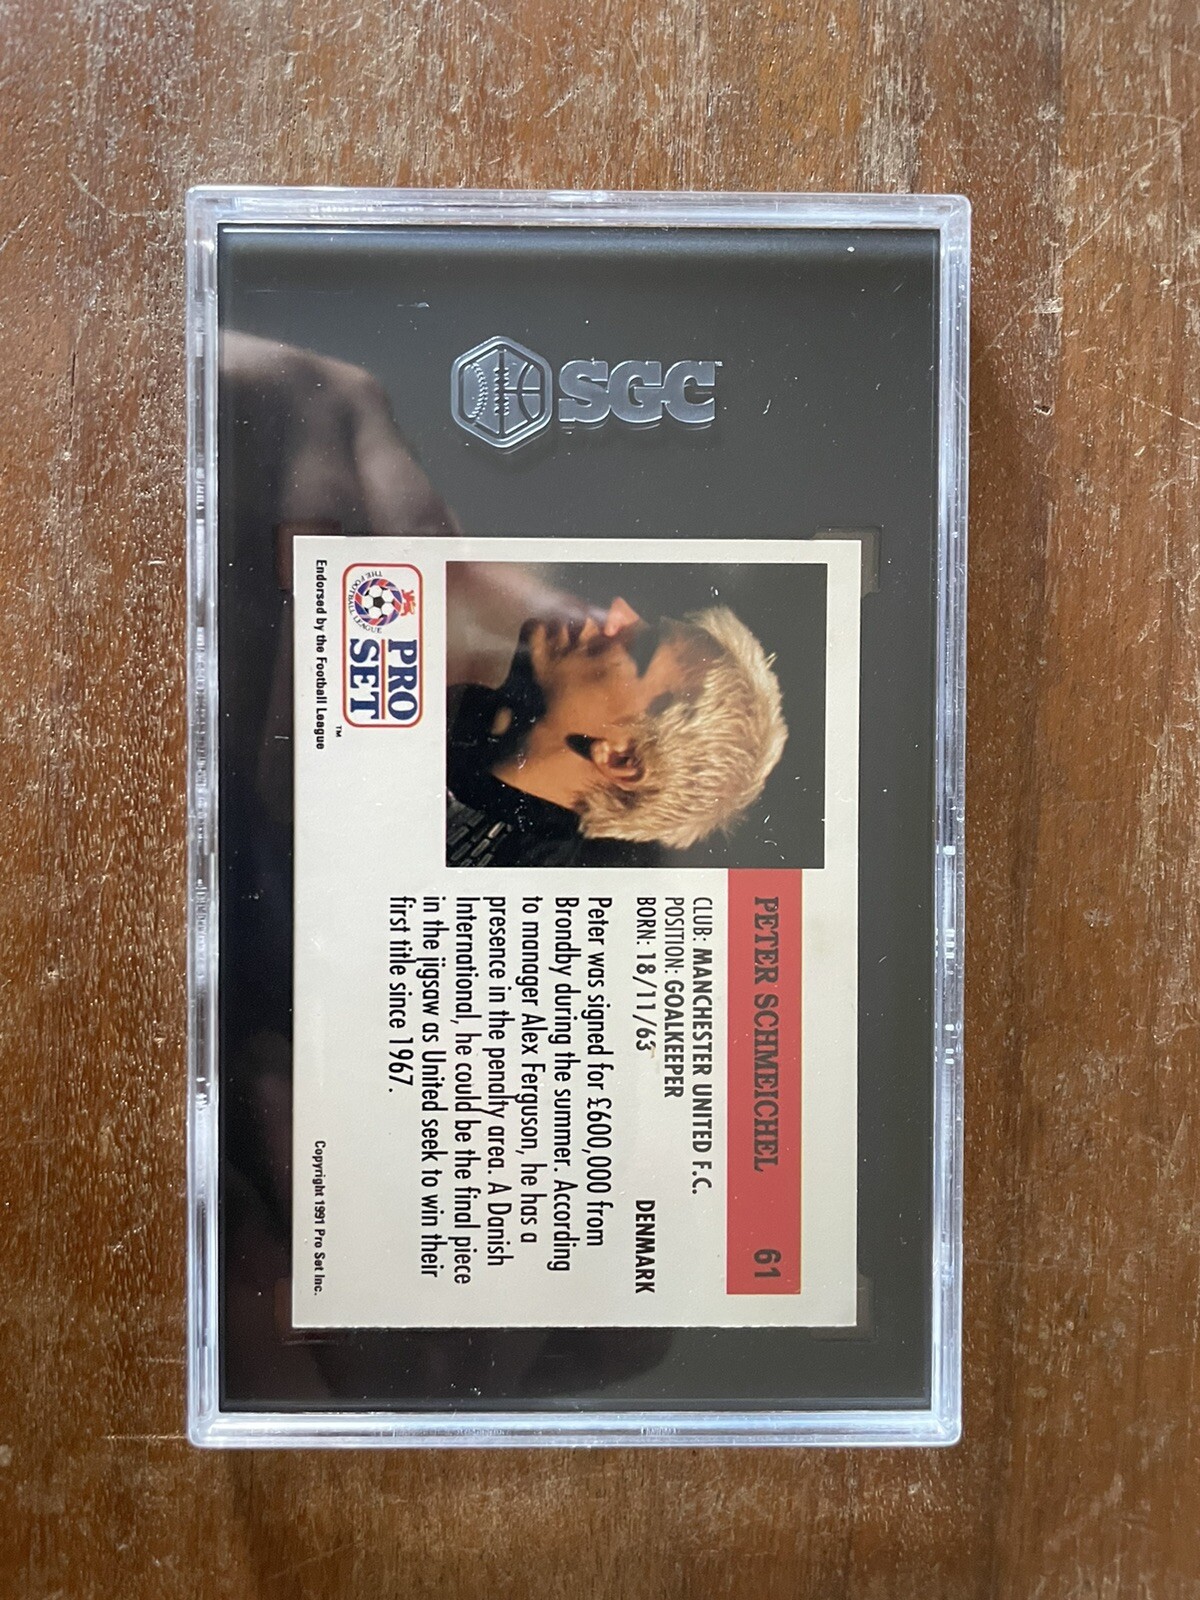 SGC
PETER SCHMEICHEL 61
CLUB: MANCHESTER UNITED F.C.
POSITION: GOALKEEPER
BORN: 18/11/63 DENMARK
Peter was signed for £600,000 from
Brondby during the summer. According
to manager Alex Ferguson, he has a
presence in the penalty area. A Danish
International, he could be the final piece
in the jigsaw as United seek to win their
first title since 1967.
THE FOOTBALL LEAGUE
PRO
SET™
Endorsed by the Football League
Copyright 1991 Pro Set Inc.